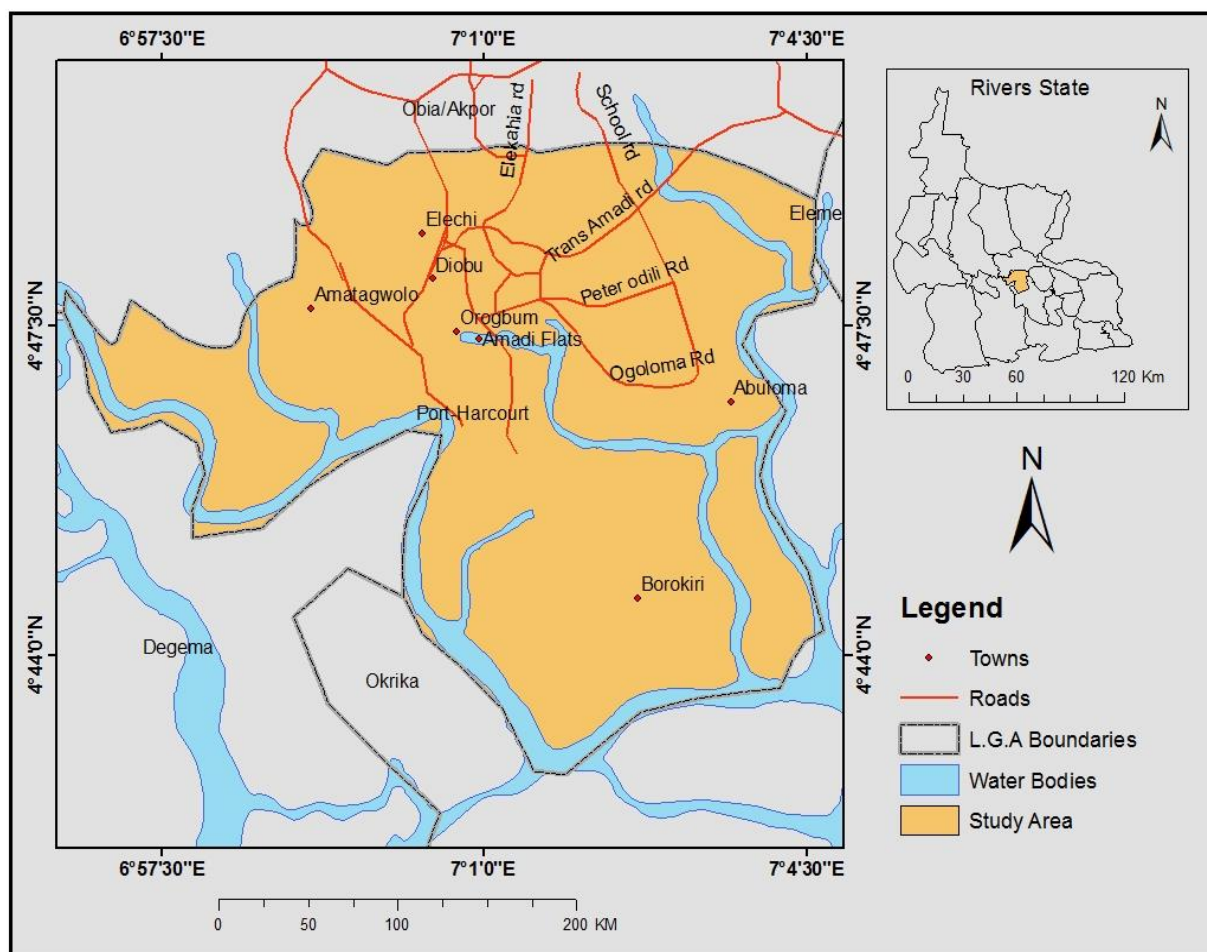 6°57'30"E
7°1'0"E
7°4'30"E
Obia/Akpor
Elekahia rd
School rd
Trans Amadi rd
Eleme
Elechi
Diobu
Amatagwolo
Peter odili Rd
Orogbum
Amadi Flats
Ogoloma Rd
Abuloma
Port-Harcourt
Borokiri
Degema
Okrika
4°47'30"N
4°47'30"N
4°44'0"N
4°44'0"N
6°57'30"E
7°1'0"E
7°4'30"E
0 50 100 200 KM
Rivers State
N
0 30 60 120 Km
N
Legend
Towns
Roads
L.G.A Boundaries
Water Bodies
Study Area